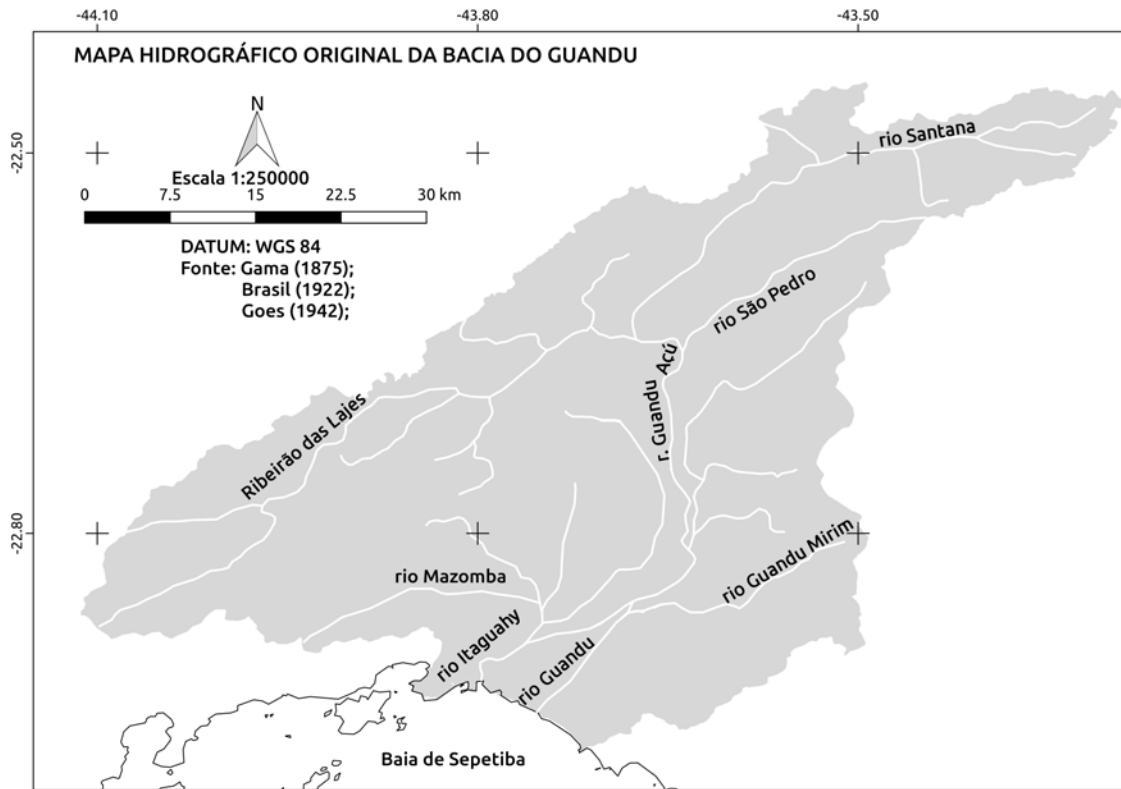 -44.10
-43.80
-43.50
MAPA HIDROGRÁFICO ORIGINAL DA BACIA DO GUANDU
N
-22.50
Escala 1:250000
0 7.5 15 22.5 30 km
DATUM: WGS 84
Fonte: Gama (1875);
Brasil (1922);
Goes (1942);
rio Santana
rio São Pedro
r. Guandu Açú
Ribeirão das Lajes
-22.80
rio Guandu Mirim
rio Mazomba
rio Itaguahy
rio Guandu
Baia de Sepetiba